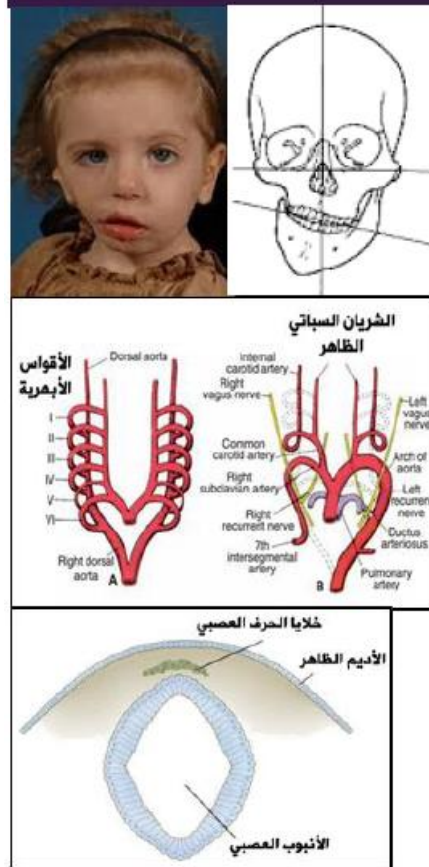 الشريان السباتي
الظاهر
الأقواس
الأبهرية
Dorsal aorta
I
II
III
IV
V
VI
Right dorsal
aorta
A
Internal
carotid artery
Right
vagus nerve
Left
vagus
nerve
Common
carotid artery
Arch of
aorta
Right
subclavian artery
Left
recurrent
nerve
Right
recurrent nerve
Ductus
arteriosus
7th
intersegmental
artery
Pulmonary
artery
B
خلايا الحرف العصبي
الأديم الظاهر
الأنبوب العصبي